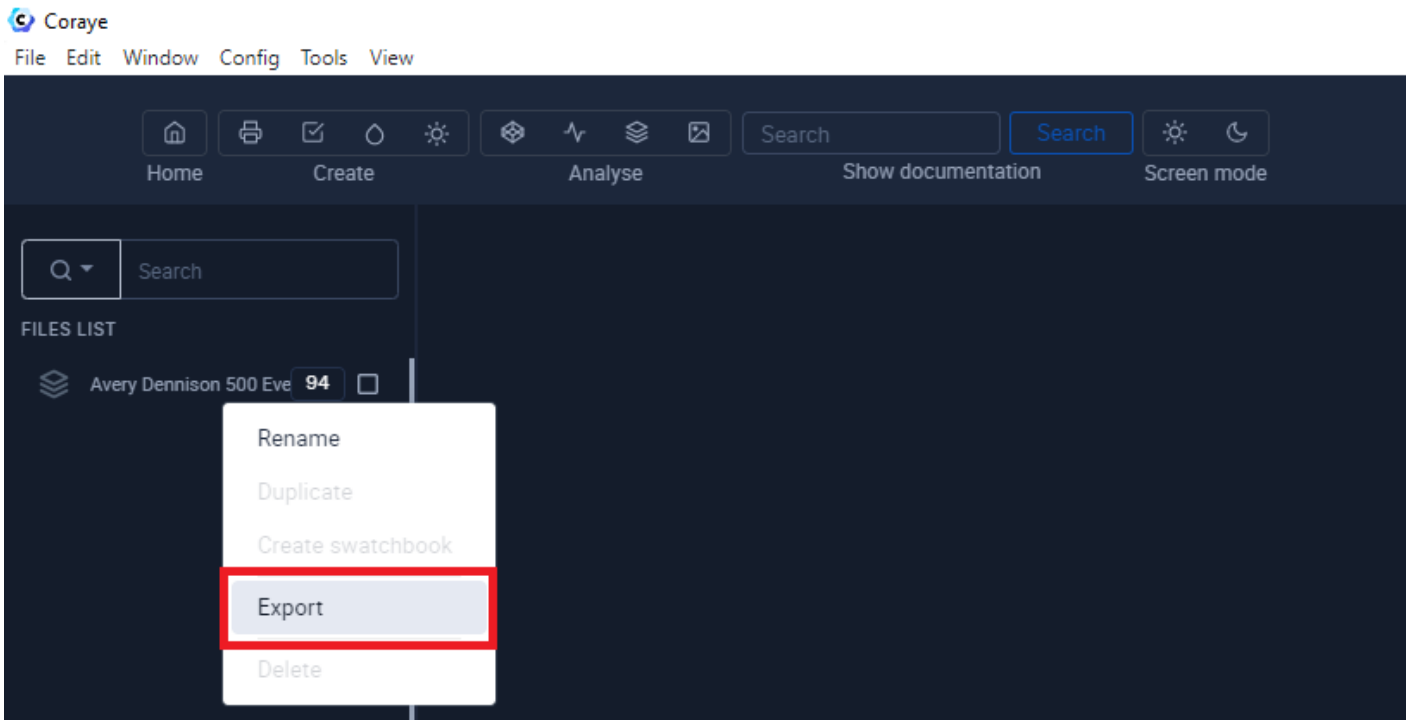 Coraye
File Edit Window Config Tools View
Search Search
Home Create Analyse Show documentation Screen mode
Search
FILES LIST
Avery Dennison 500 Eve 94
Rename
Duplicate
Create swatchbook
Export
Delete